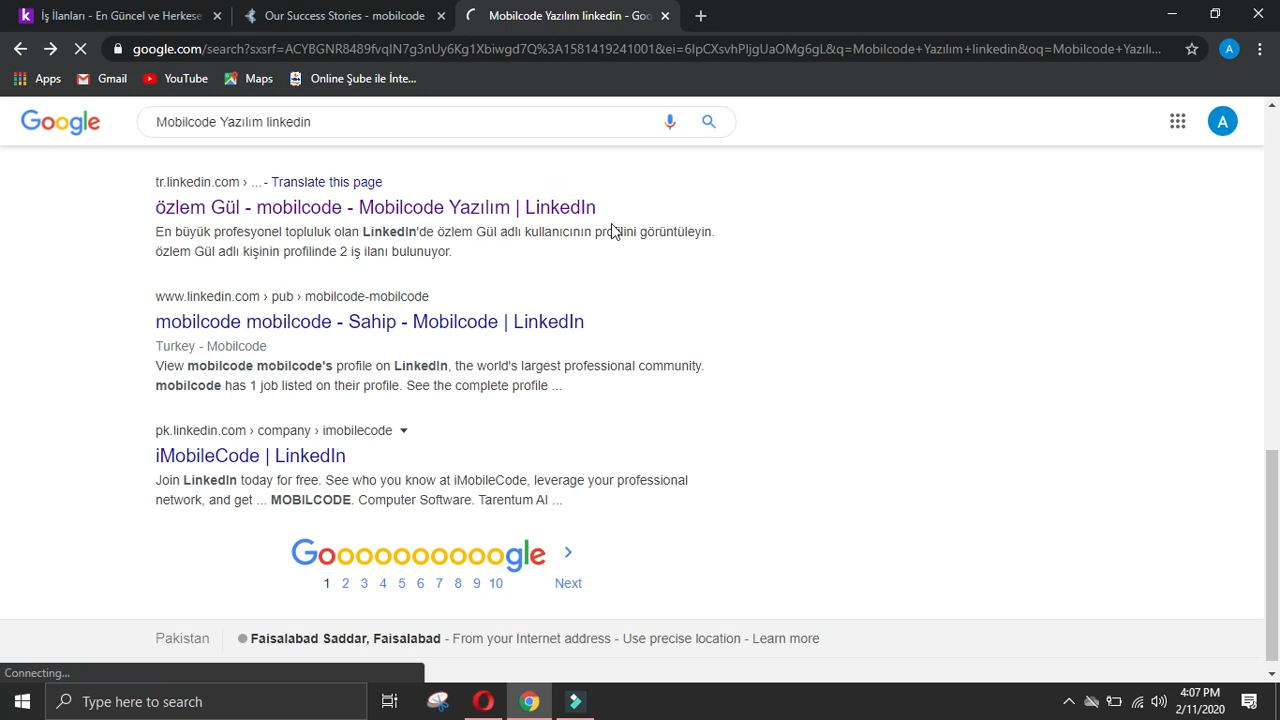 İş İlanları - En Güncel ve Herkese
Our Success Stories - mobilcode
Mobilcode Yazılım linkedin - Goo
google.com/search?sxsrf=ACYBGNR8489fvqIN7g3nUy6Kg1Xbiwgd7Q%3A1581419241001&ei=6IpCXsvhPIjgUaOMg6gL&q=Mobilcode+Yazılım+linkedin&oq=Mobilcode+Yazılı...
A
Apps
Gmail
YouTube
Maps
Online Şube ile İnte...
Google
Mobilcode Yazılım linkedin
A
tr.linkedin.com › ... - Translate this page
özlem Gül - mobilcode - Mobilcode Yazılım | LinkedIn
En büyük profesyonel topluluk olan LinkedIn'de özlem Gül adlı kullanıcının profilini görüntüleyin.
özlem Gül adlı kişinin profilinde 2 iş ilanı bulunuyor.
www.linkedin.com › pub › mobilcode-mobilcode
mobilcode mobilcode - Sahip - Mobilcode | LinkedIn
Turkey - Mobilcode
View mobilcode mobilcode's profile on LinkedIn, the world's largest professional community.
mobilcode has 1 job listed on their profile. See the complete profile ...
pk.linkedin.com › company › imobilecode
iMobileCode | LinkedIn
Join LinkedIn today for free. See who you know at iMobileCode, leverage your professional
network, and get ... MOBILCODE. Computer Software. Tarentum AI ...
Goooooooooogle
1 2 3 4 5 6 7 8 9 10 Next
Pakistan
Faisalabad Saddar, Faisalabad - From your Internet address - Use precise location - Learn more
Connecting...
Type here to search
4:07 PM
2/11/2020